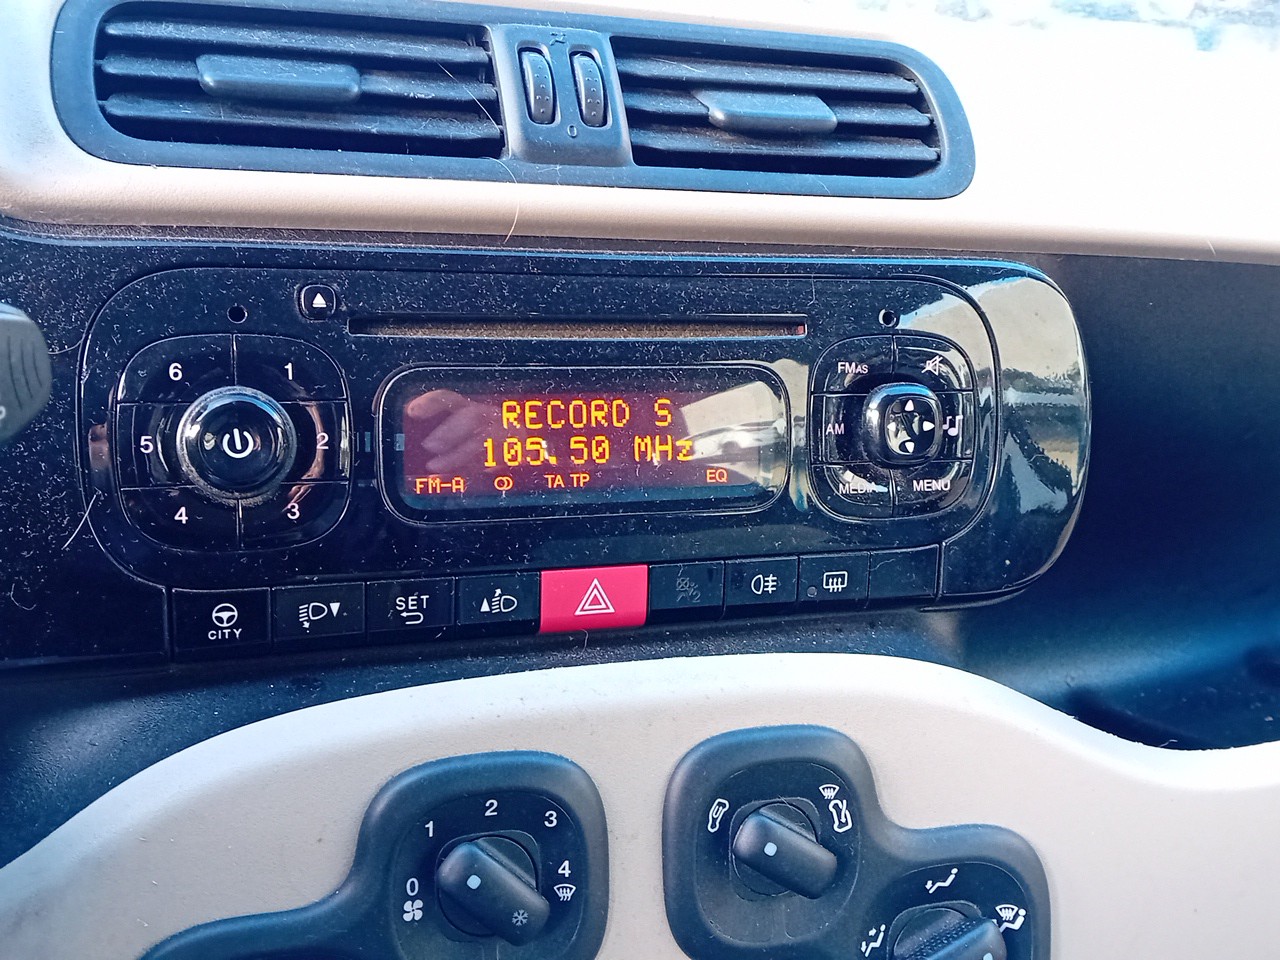 0
6 1
FMAS
RECORD S
5 2
105.50 MHz
AM
FM-A TA TP EQ
MEDIA MENU
4 3
CITY
SET
2
1 3
4
0